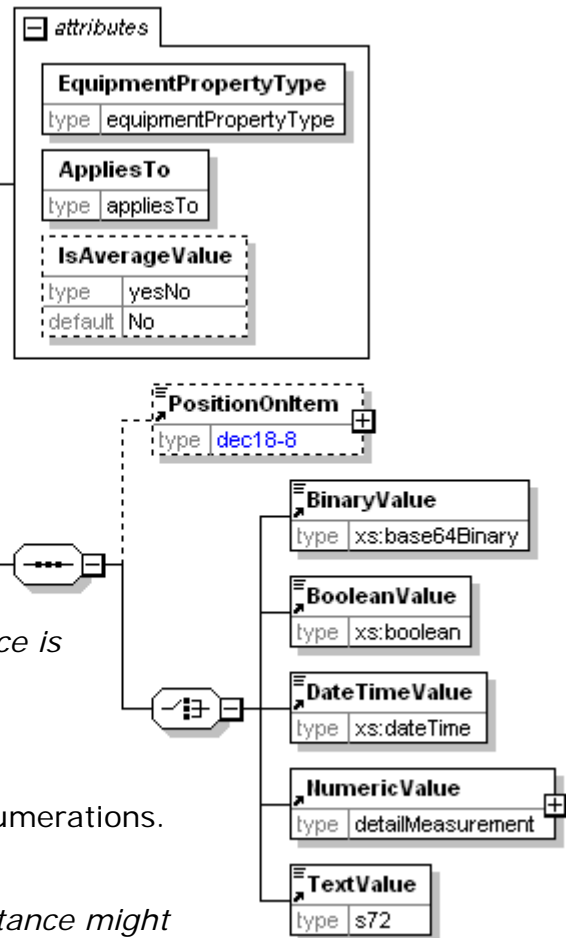 attributes
EquipmentPropertyType
type equipmentPropertyType
AppliesTo
type appliesTo
IsAverageValue
type yesNo
default No
PositionOnItem
type dec18-8
BinaryValue
type xs:base64Binary
BooleanValue
type xs:boolean
ce is
DateTimeValue
type xs:dateTime
NumericValue
type detailMeasurement
umerations.
TextValue
type s72
tance might